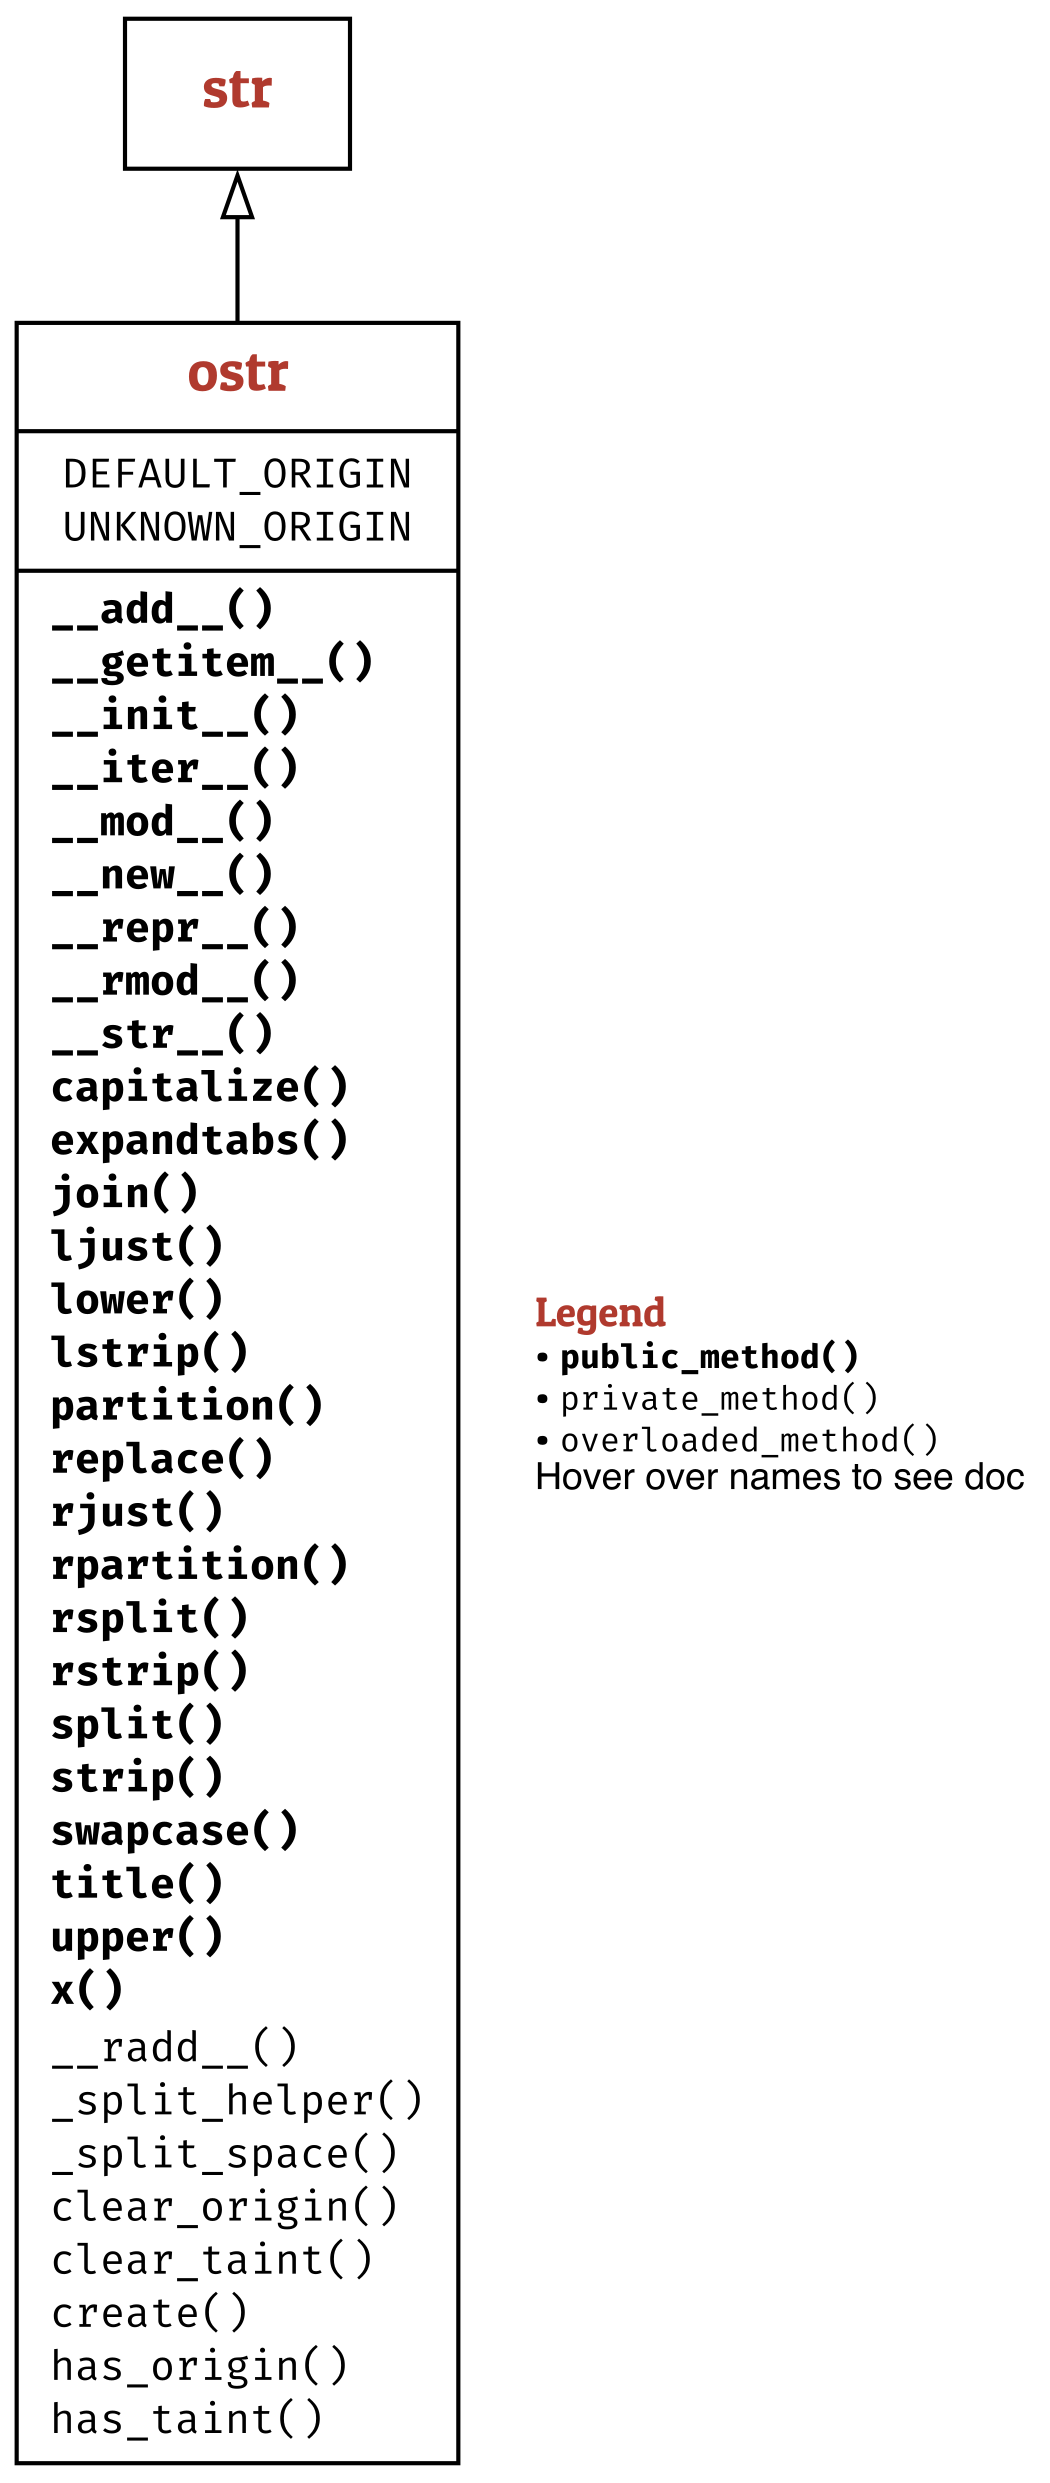 str
ostr
DEFAULT_ORIGIN
UNKNOWN_ORIGIN
__add__()
__getitem__()
__init__()
__iter__()
__mod__()
__new__()
__repr__()
__rmod__()
__str__()
capitalize()
expandtabs()
join()
ljust()
lower()
lstrip()
partition()
replace()
rjust()
rpartition()
rsplit()
rstrip()
split()
strip()
swapcase()
title()
upper()
x()
__radd__()
_split_helper()
_split_space()
clear_origin()
clear_taint()
create()
has_origin()
has_taint()
Legend
• public_method()
• private_method()
• overloaded_method()
Hover over names to see doc